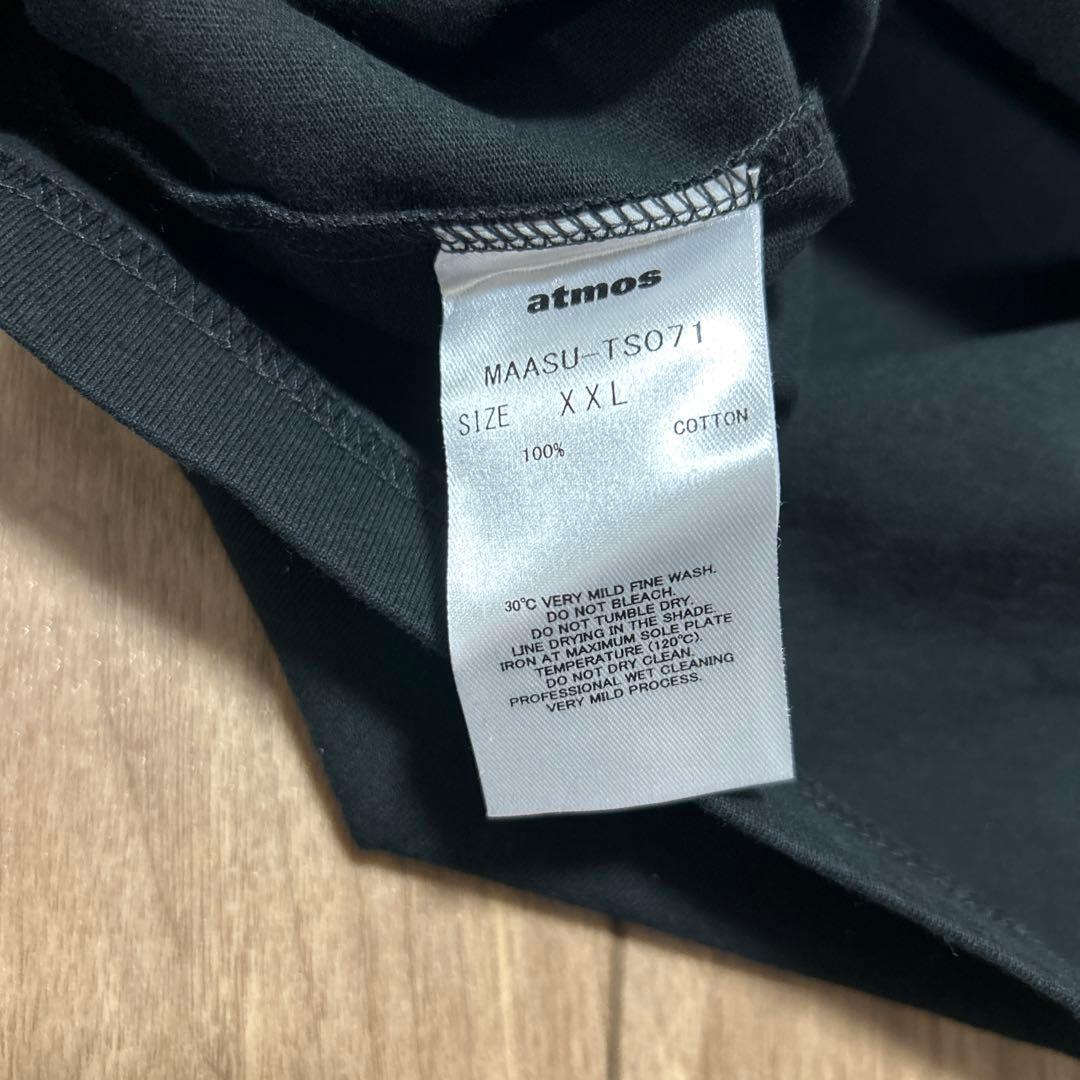 atmos
MAASU-TS071
SIZE XXL
100% COTTON
30℃ VERY MILD FINE WASH.
DO NOT BLEACH.
DO NOT TUMBLE DRY.
LINE DRYING IN THE SHADE.
IRON AT MAXIMUM SOLE PLATE
TEMPERATURE (120℃).
DO NOT DRY CLEAN.
PROFESSIONAL WET CLEANING
VERY MILD PROCESS.